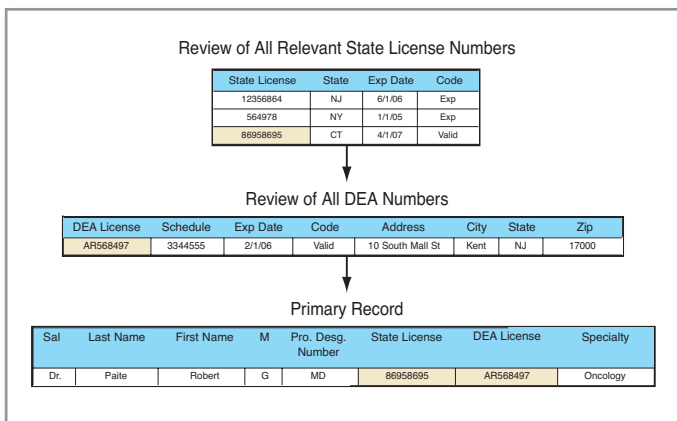 Review of All Relevant State License Numbers
State License State Exp Date Code
12356864 NJ 6/1/06 Exp
564978 NY 1/1/05 Exp
86958695 CT 4/1/07 Valid
Review of All DEA Numbers
DEA License Schedule Exp Date Code Address City State Zip
AR568497 3344555 2/1/06 Valid 10 South Mall St Kent NJ 17000
Primary Record
Sal Last Name First Name M Pro. Desg. State License DEA License Specialty
Number
Dr. Paite Robert G MD 86958695 AR568497 Oncology